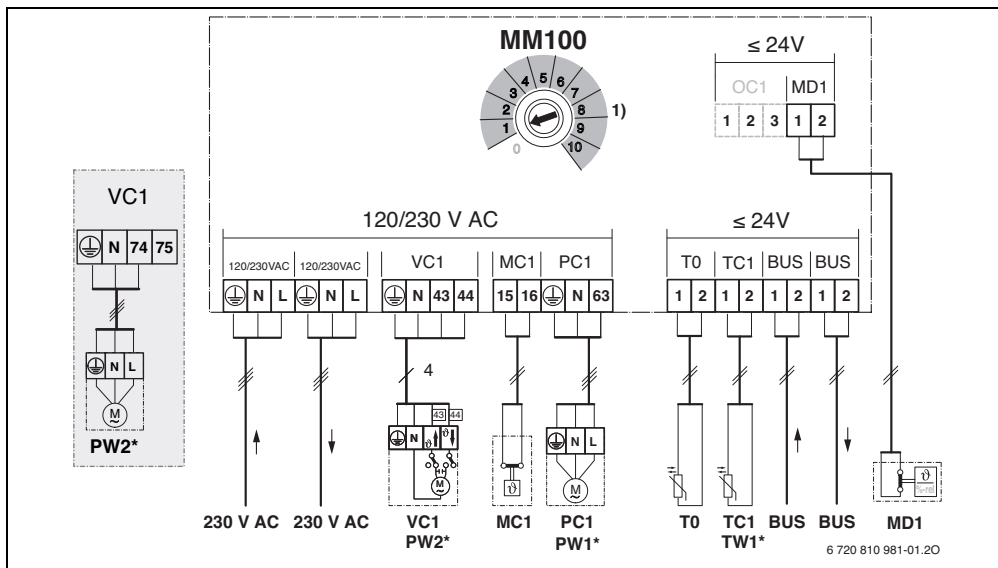 MM100
0 1 2 3 4 5 6 7 8 9 10
1)
≤ 24V
OC1 MD1
1 2 3 1 2
VC1
N 74 75
N L
M
~
PW2*
120/230 V AC
≤ 24V
120/230VAC 120/230VAC VC1 MC1 PC1 T0 TC1 BUS BUS
N L N L N 43 44 15 16 N 63 1 2 1 2 1 2 1 2
4
43 44
N ϑ ϑ
M
~
ϑ
N L
M
~
ϑ
%-rel
230 V AC 230 V AC VC1 MC1 PC1 T0 TC1 BUS BUS MD1
PW2* PW1* TW1*
6 720 810 981-01.2O